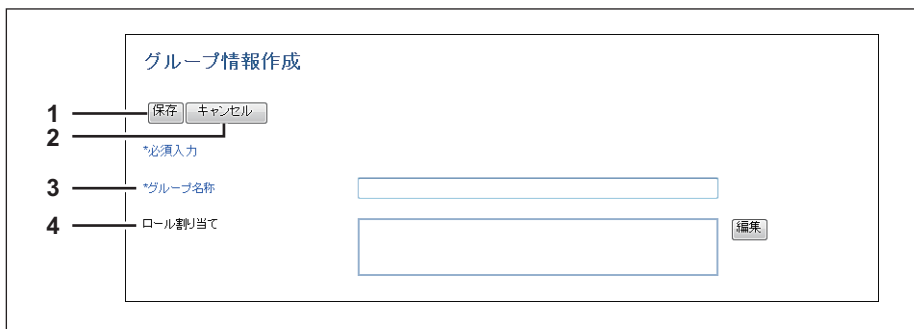 グループ情報作成
1 保存 キャンセル
2
*必須入力
3 *グループ名称
4 ロール割り当て 編集